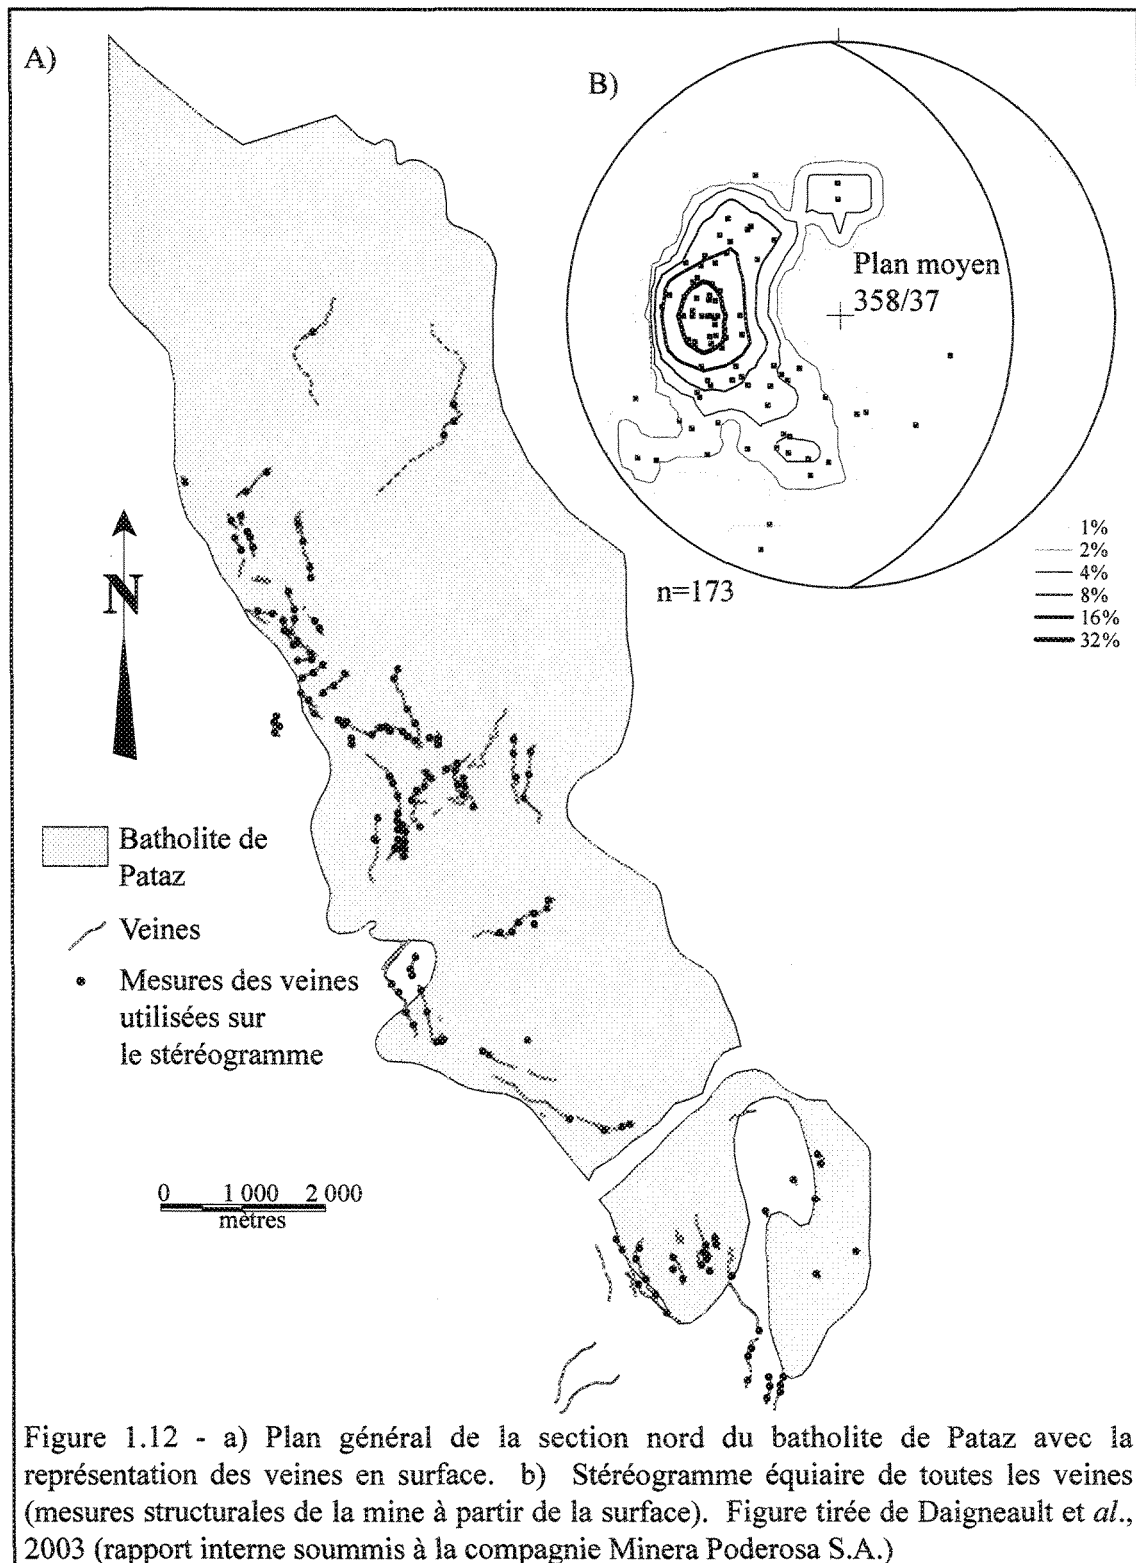 A)
B)
Plan moyen
358/37
n=173
1%
2%
4%
8%
16%
32%
N
Batholite de
Pataz
Veines
Mesures des veines
utilisées sur
le stéréogramme
0 1 000 2 000
mètres
Figure 1.12 - a) Plan général de la section nord du batholite de Pataz avec la
représentation des veines en surface. b) Stéréogramme équiaire de toutes les veines
(mesures structurales de la mine à partir de la surface). Figure tirée de Daigneault et al.,
2003 (rapport interne soummis à la compagnie Minera Poderosa S.A.)